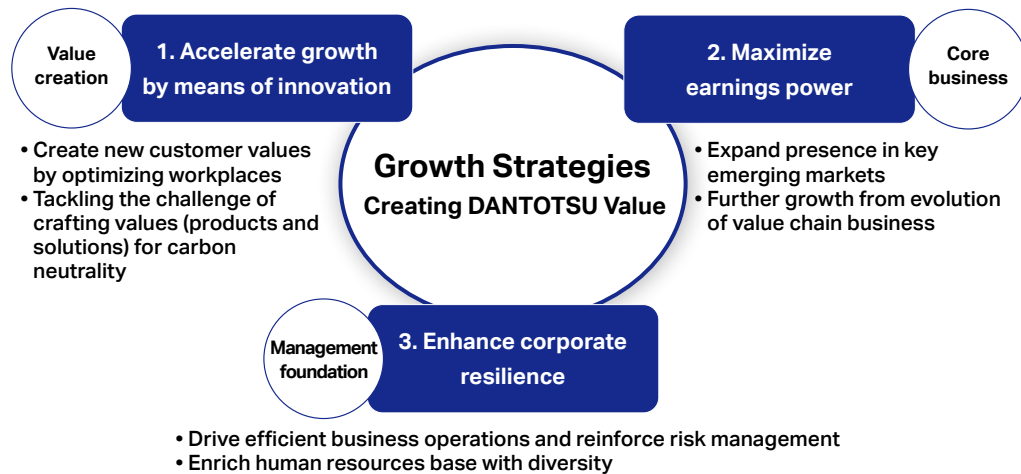 Value
creation
1. Accelerate growth
by means of innovation
• Create new customer values
by optimizing workplaces
• Tackling the challenge of
crafting values (products and
solutions) for carbon
neutrality
Growth Strategies
Creating DANTOTSU Value
2. Maximize
earnings power
Core
business
• Expand presence in key
emerging markets
• Further growth from evolution
of value chain business
Management
foundation
3. Enhance corporate
resilience
• Drive efficient business operations and reinforce risk management
• Enrich human resources base with diversity